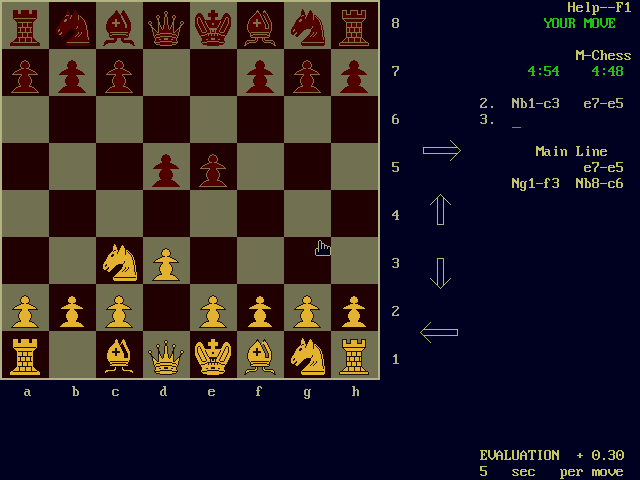 Help--F1
8 YOUR MOVE
M-Chess
7 4:54 4:48
2. Nb1-c3 e7-e5
6 3. _
Main Line
5 e7-e5
Ng1-f3 Nb8-c6
4
3
2
1
a b c d e f g h
EVALUATION + 0.30
5 sec per move